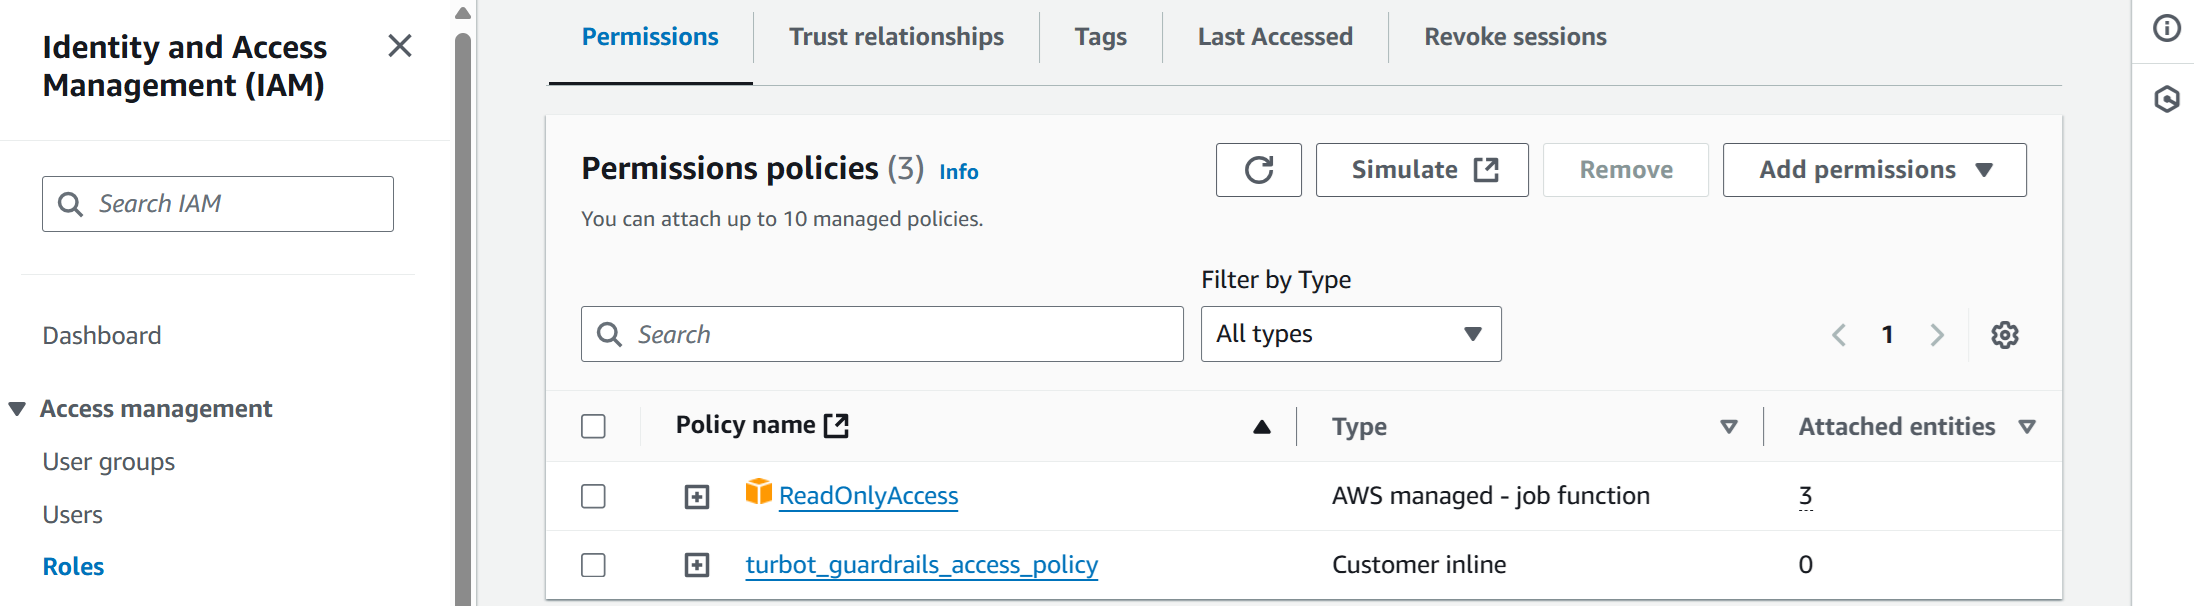 Identity and Access
Management (IAM)
Search IAM
Dashboard
Access management
User groups
Users
Roles
Permissions
Trust relationships
Tags
Last Accessed
Revoke sessions
Permissions policies (3) Info
You can attach up to 10 managed policies.
Simulate
Remove
Add permissions
Filter by Type
Search
All types
1
Policy name
Type
Attached entities
ReadOnlyAccess
AWS managed - job function
3
turbot_guardrails_access_policy
Customer inline
0